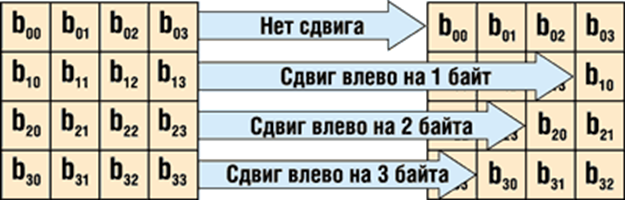 b00 b01 b02 b03 Нет сдвига b00 b01 b02 b03
b10 b11 b12 b13 Сдвиг влево на 1 байт b10
b20 b21 b22 b23 Сдвиг влево на 2 байта b20 b21
b30 b31 b32 b33 Сдвиг влево на 3 байта b30 b31 b32